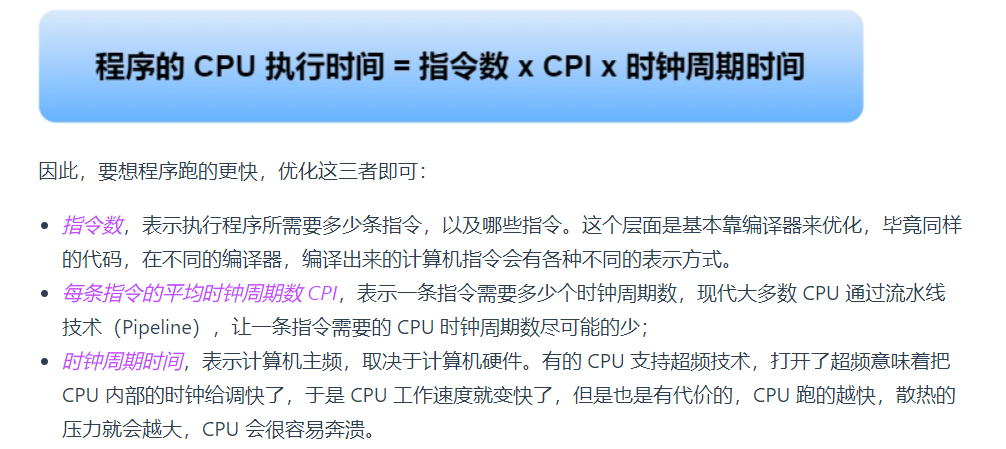 程序的 CPU 执行时间 = 指令数 x CPI x 时钟周期时间
因此，要想程序跑的更快，优化这三者即可：
• 指令数，表示执行程序所需要多少条指令，以及哪些指令。这个层面是基本靠编译器来优化，毕竟同样
的代码，在不同的编译器，编译出来的计算机指令会有各种不同的表示方式。
• 每条指令的平均时钟周期数 CPI，表示一条指令需要多少个时钟周期数，现代大多数 CPU 通过流水线
技术（Pipeline），让一条指令需要的 CPU 时钟周期数尽可能的少；
• 时钟周期时间，表示计算机主频，取决于计算机硬件。有的 CPU 支持超频技术，打开了超频意味着把
CPU 内部的时钟给调快了，于是 CPU 工作速度就变快了，但是也是有代价的，CPU 跑的越快，散热的
压力就会越大，CPU 会很容易奔溃。